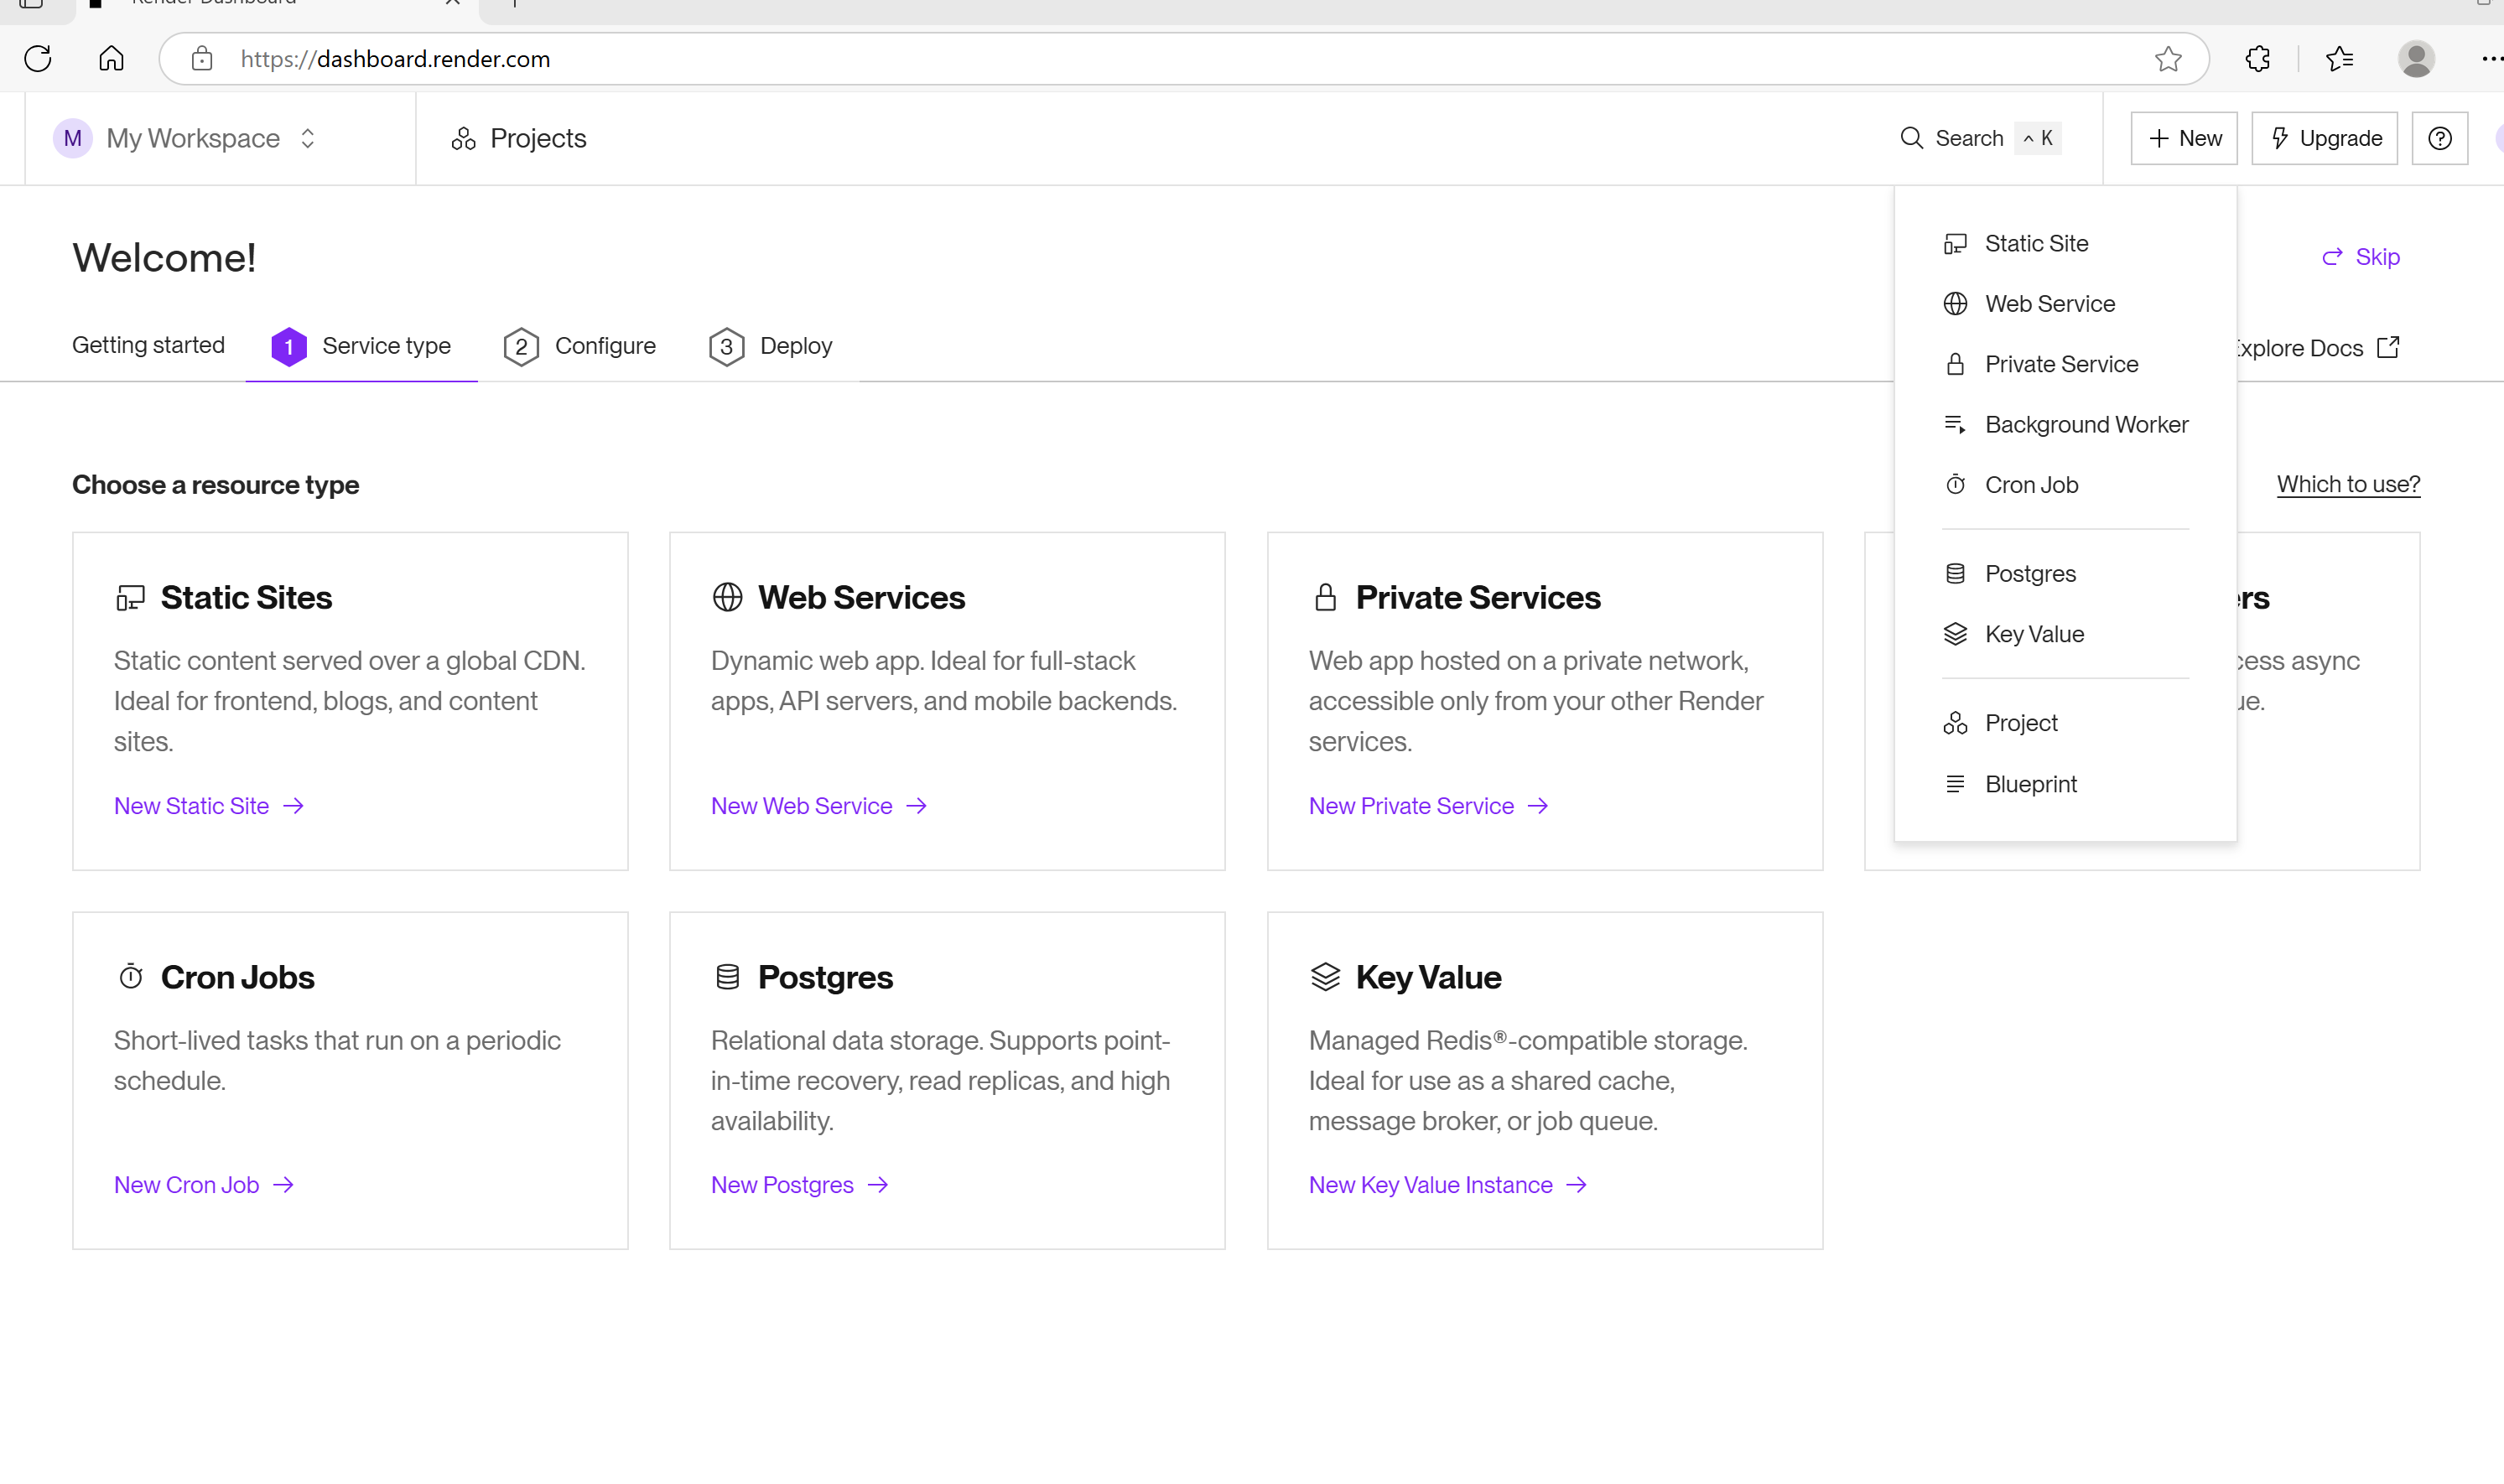 Render Dashboard
https://dashboard.render.com
M My Workspace
Projects
Search ^ K
+ New
Upgrade
Welcome!
Skip
Getting started
1 Service type
2 Configure
3 Deploy
Explore Docs
Static Site
Web Service
Private Service
Background Worker
Cron Job
Postgres
Key Value
Project
Blueprint
Choose a resource type
Which to use?
Static Sites
Static content served over a global CDN.
Ideal for frontend, blogs, and content
sites.
New Static Site
Web Services
Dynamic web app. Ideal for full-stack
apps, API servers, and mobile backends.
New Web Service
Private Services
Web app hosted on a private network,
accessible only from your other Render
services.
New Private Service
async
Cron Jobs
Short-lived tasks that run on a periodic
schedule.
New Cron Job
Postgres
Relational data storage. Supports point-
in-time recovery, read replicas, and high
availability.
New Postgres
Key Value
Managed Redis®-compatible storage.
Ideal for use as a shared cache,
message broker, or job queue.
New Key Value Instance